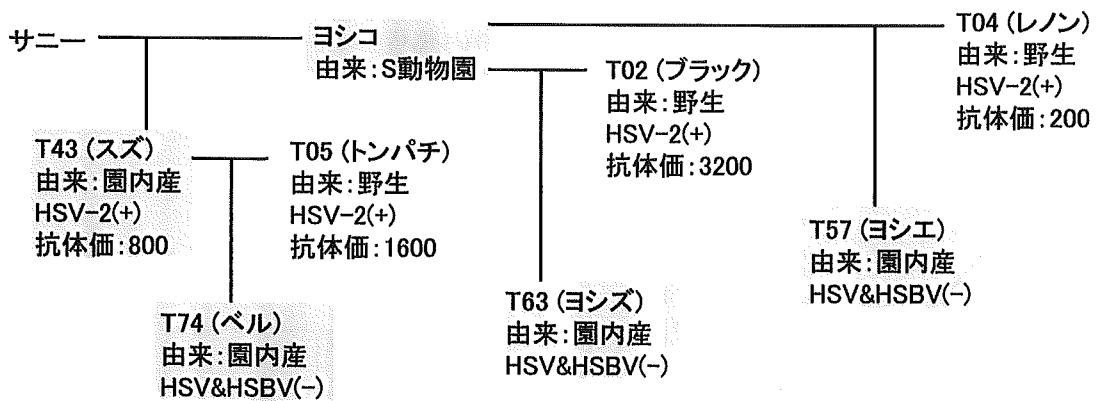 サニー
ヨシコ
由来:S動物園
T04 (レノン)
由来:野生
HSV-2(+)
抗体価:200
T02 (ブラック)
由来:野生
HSV-2(+)
抗体価:3200
T43 (スズ)
由来:園内産
HSV-2(+)
抗体価:800
T05 (トンパチ)
由来:野生
HSV-2(+)
抗体価:1600
T57 (ヨシエ)
由来:園内産
HSV&HSBV(-)
T63 (ヨシズ)
由来:園内産
HSV&HSBV(-)
T74 (ベル)
由来:園内産
HSV&HSBV(-)